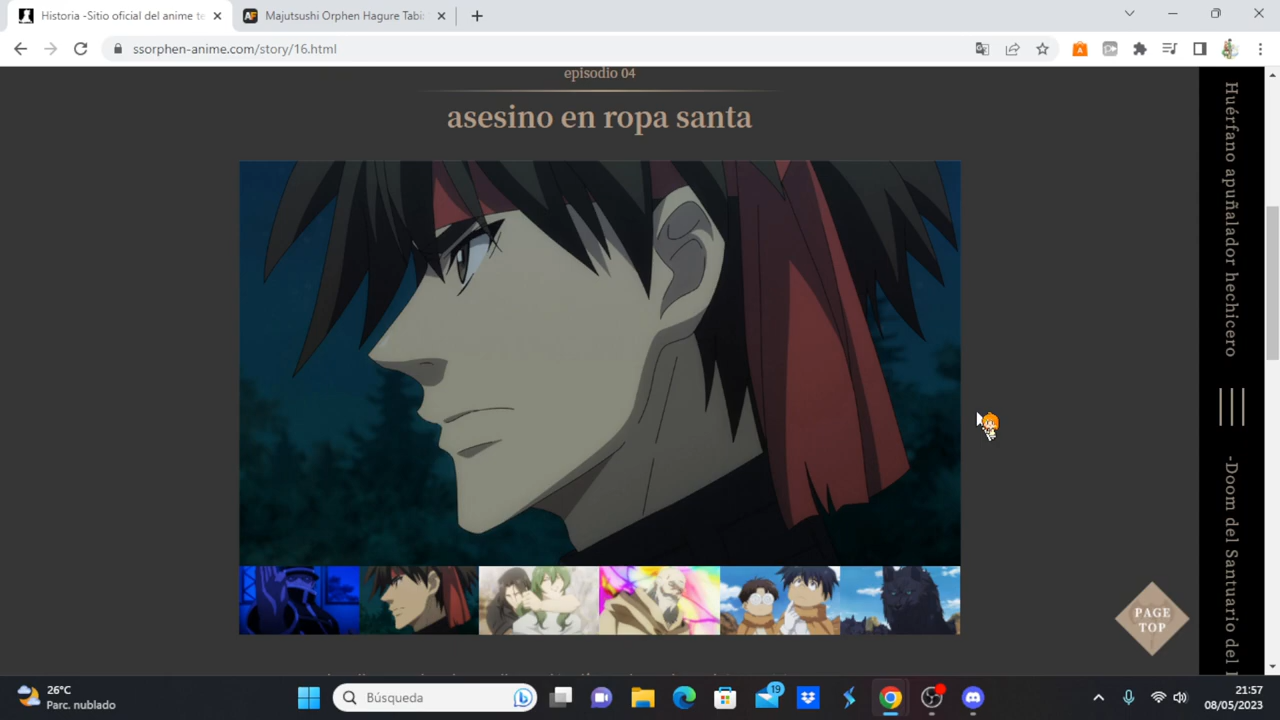 Historia -Sitio oficial del anime te
Majutsushi Orphen Hagure Tabi:
ssorphen-anime.com/story/16.html
episodio 04
asesino en ropa santa
Huérfano apuñalador hechicero
-Doom del Santuario del
PAGE
TOP
26°C
Parc. nublado
Búsqueda
19
21:57
08/05/2023